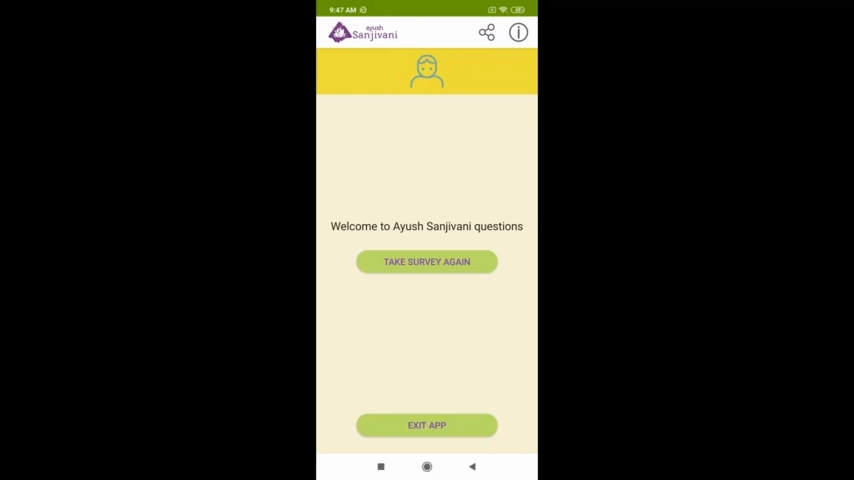 9:47 AM
ayush
Sanjivani
Welcome to Ayush Sanjivani questions
TAKE SURVEY AGAIN
EXIT APP